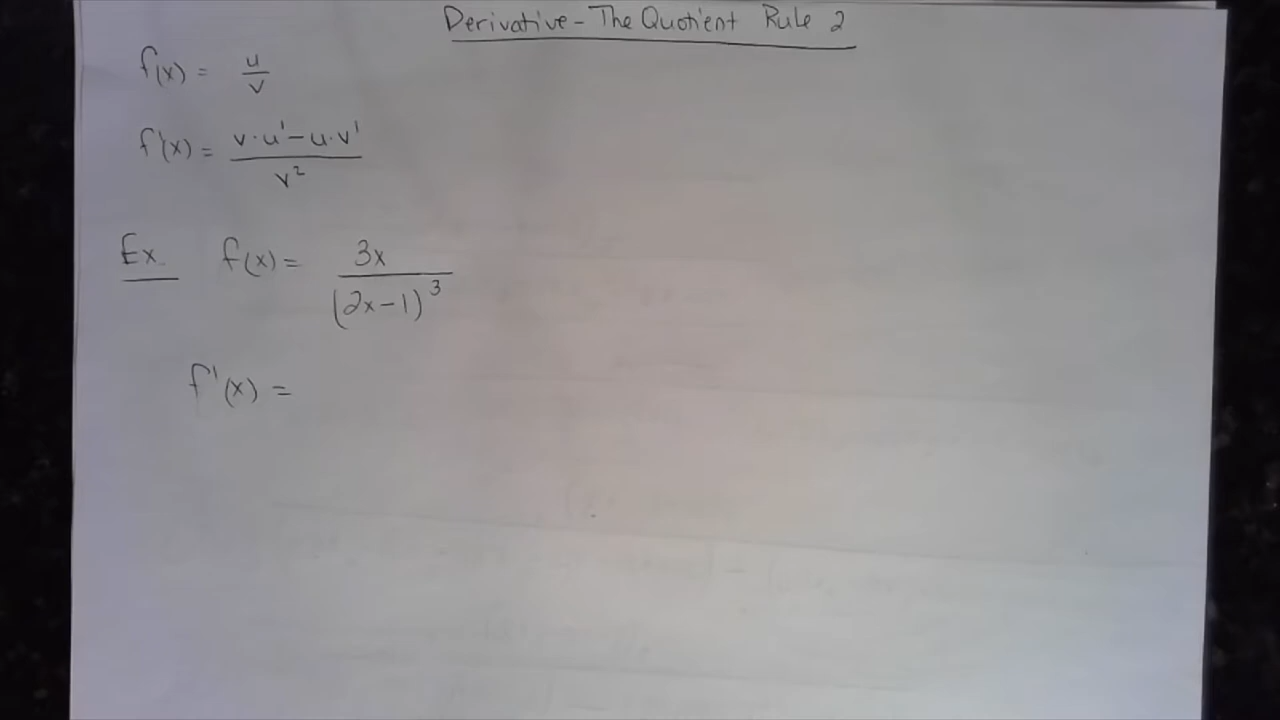 Derivative - The Quotient Rule 2
f(x) = u/v
f'(x) = v·u' - u·v' / v²
Ex. f(x) = 3x / (2x-1)³
f'(x) =